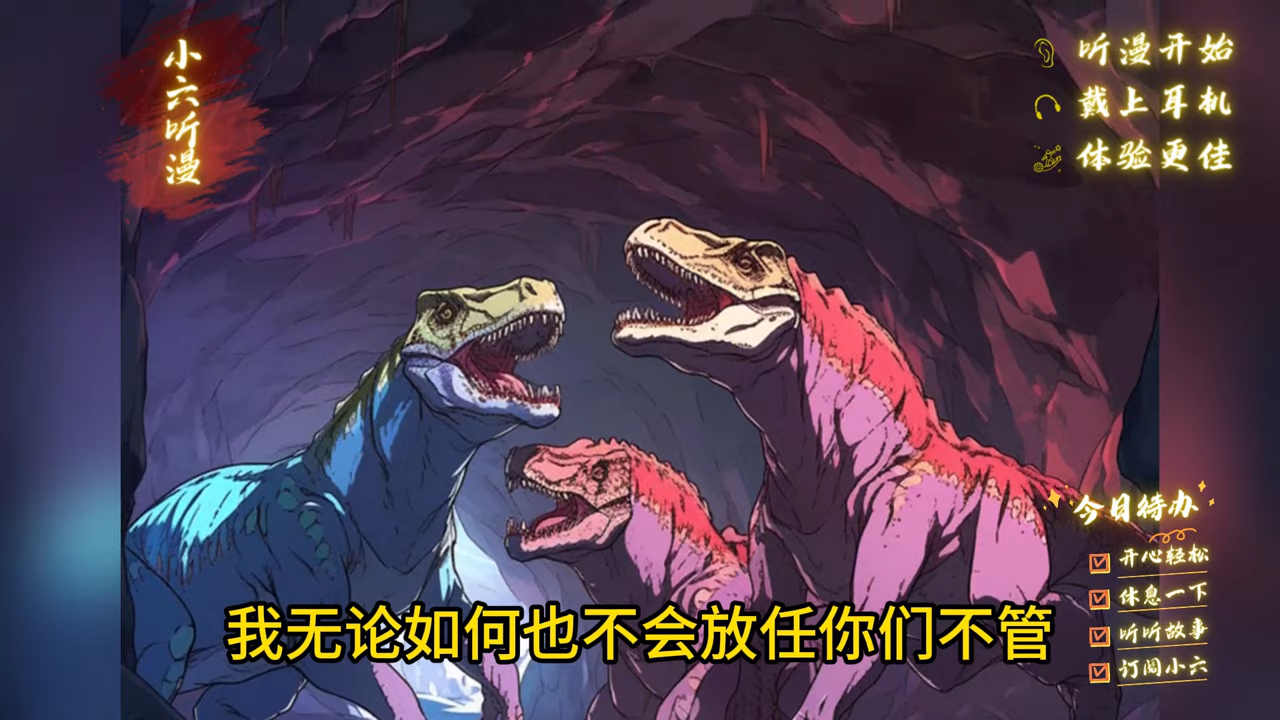 小六听漫
听漫开始
戴上耳机
体验更佳
今日待办
开心轻松
休息一下
听听故事
订阅小六
我无论如何也不会放任你们不管